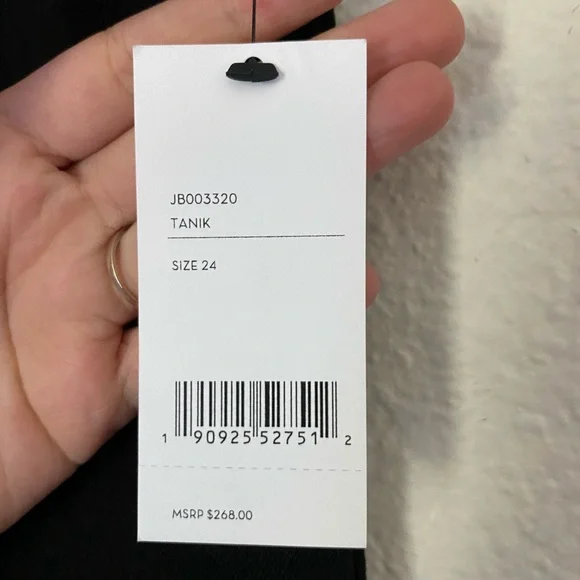 JB003320
TANIK
SIZE 24
1 90925 52751 2
MSRP $268.00